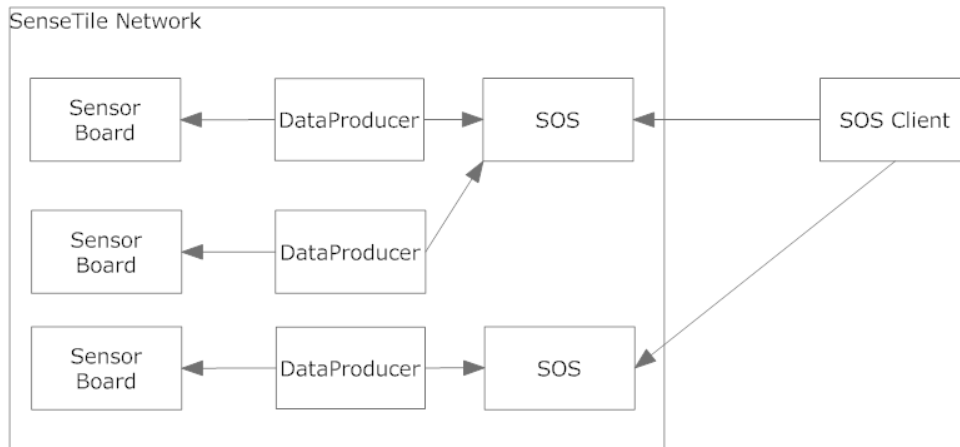 SenseTile Network
Sensor
Board
DataProducer
SOS
SOS Client
Sensor
Board
DataProducer
Sensor
Board
DataProducer
SOS